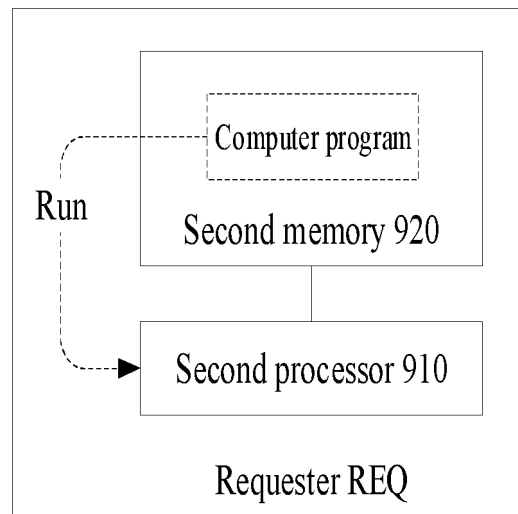 Computer program
Run
Second memory 920
Second processor 910
Requester REQ